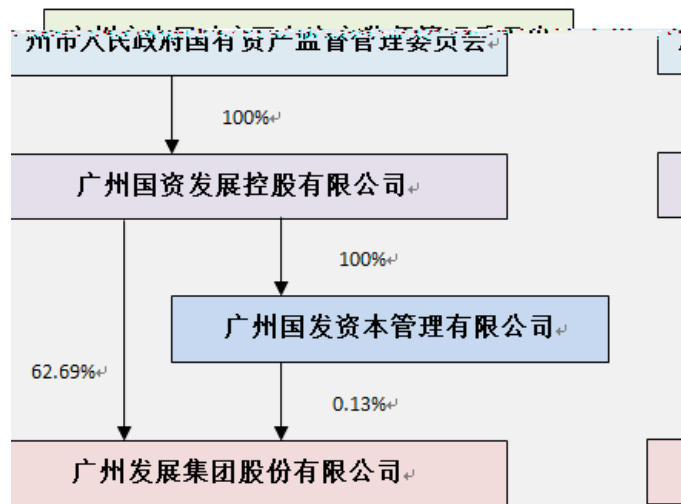 州市人民政府国有资产监督管理委员会
100%
广州国资发展控股有限公司
100%
广州国发资本管理有限公司
62.69%
0.13%
广州发展集团股份有限公司